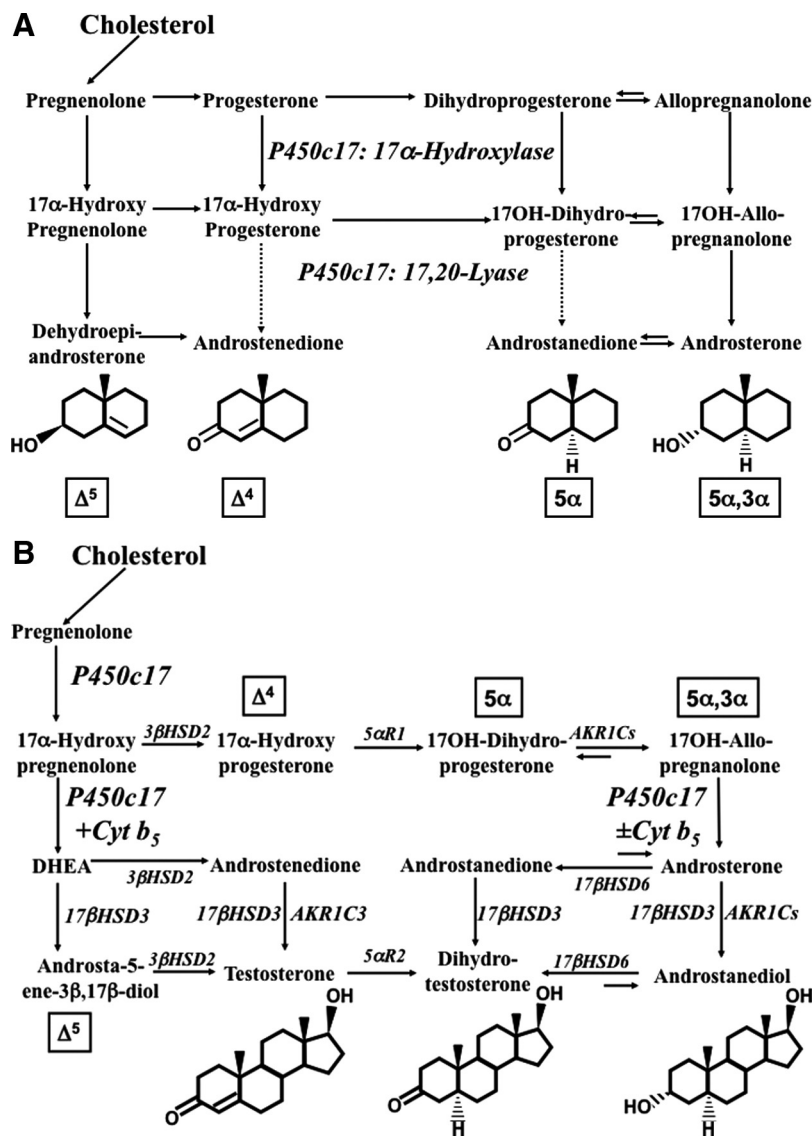 A
Cholesterol
Pregnenolone
Progesterone
Dihydroprogesterone
Allopregnanolone
P450c17: 17α-Hydroxylase
17α-Hydroxy
Pregnenolone
17α-Hydroxy
Progesterone
17OH-Dihydro-
progesterone
17OH-Allo-
pregnanolone
P450c17: 17,20-Lyase
Dehydroepi-
androsterone
Androstenedione
Androstanedione
Androsterone
HO
O
O
H
HO
H
Δ⁵
Δ⁴
5α
5α,3α
B
Cholesterol
Pregnenolone
P450c17
Δ⁴
5α
5α,3α
17α-Hydroxy
pregnenolone
3βHSD2
17α-Hydroxy
progesterone
5αR1
17OH-Dihydro-
progesterone
AKR1Cs
17OH-Allo-
pregnanolone
P450c17
+Cyt b₅
P450c17
±Cyt b₅
DHEA
3βHSD2
Androstenedione
Androstanedione
17βHSD6
Androsterone
17βHSD3
17βHSD3
AKR1C3
17βHSD3
17βHSD3
AKR1Cs
Androsta-5-
ene-3β,17β-diol
3βHSD2
Testosterone
5αR2
Dihydro-
testosterone
17βHSD6
Androstanediol
Δ⁵
OH
O
OH
O
H
OH
HO
H